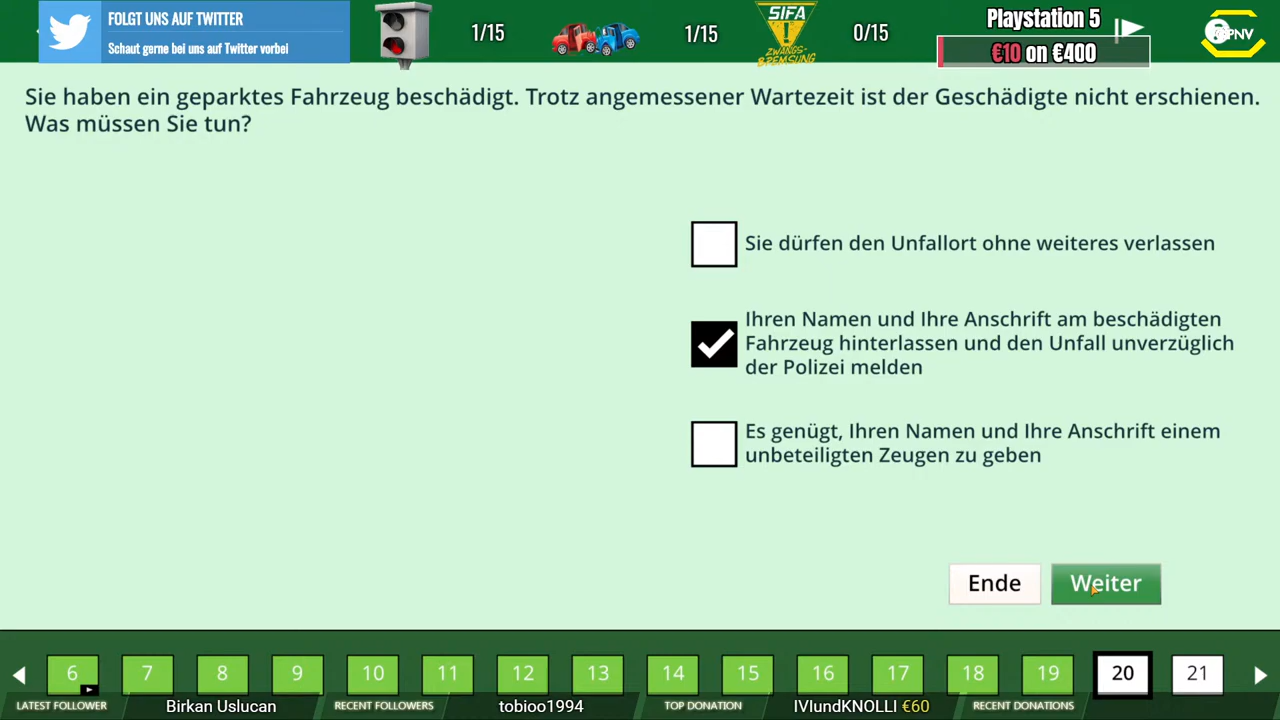 FOLGT UNS AUF TWITTER
Schaut gerne bei uns auf Twitter vorbei
1/15
1/15
SIFA
ZWANGS-
BREMSUNG
0/15
Playstation 5
€10 on €400
ÖPNV
Sie haben ein geparktes Fahrzeug beschädigt. Trotz angemessener Wartezeit ist der Geschädigte nicht erschienen.
Was müssen Sie tun?
Sie dürfen den Unfallort ohne weiteres verlassen
Ihren Namen und Ihre Anschrift am beschädigten
Fahrzeug hinterlassen und den Unfall unverzüglich
der Polizei melden
Es genügt, Ihren Namen und Ihre Anschrift einem
unbeteiligten Zeugen zu geben
Ende Weiter
6 7 8 9 10 11 12 13 14 15 16 17 18 19 20 21
LATEST FOLLOWER Birkan Uslucan RECENT FOLLOWERS tobioo1994 TOP DONATION IVIundKNOLLI €60 RECENT DONATIONS